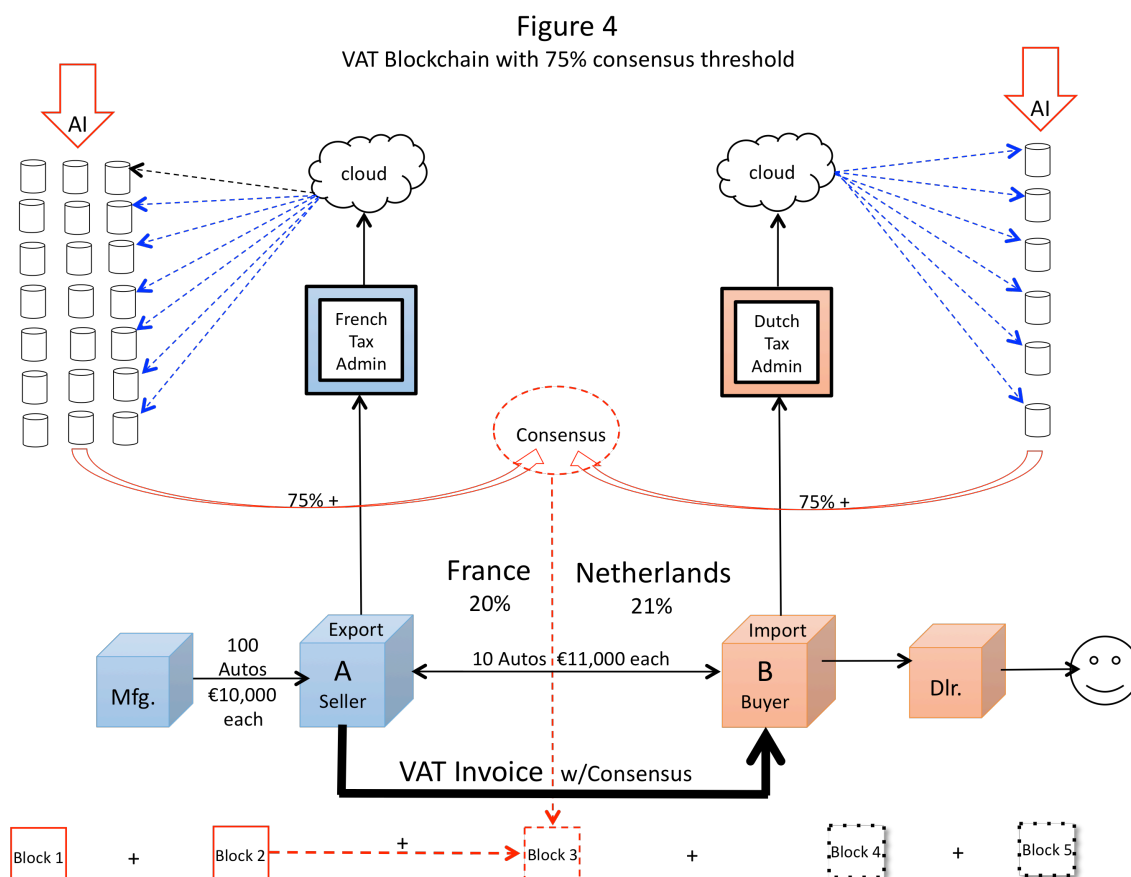 Figure 4
VAT Blockchain with 75% consensus threshold
AI
AI
cloud
cloud
French
Tax
Admin
Dutch
Tax
Admin
Consensus
75% +
75% +
France
20%
Netherlands
21%
Export
A
Seller
Import
B
Buyer
Mfg.
100
Autos
€10,000
each
10 Autos €11,000 each
Dlr.
VAT Invoice w/Consensus
Block 1
+
Block 2
+
Block 3
+
Block 4
+
Block 5